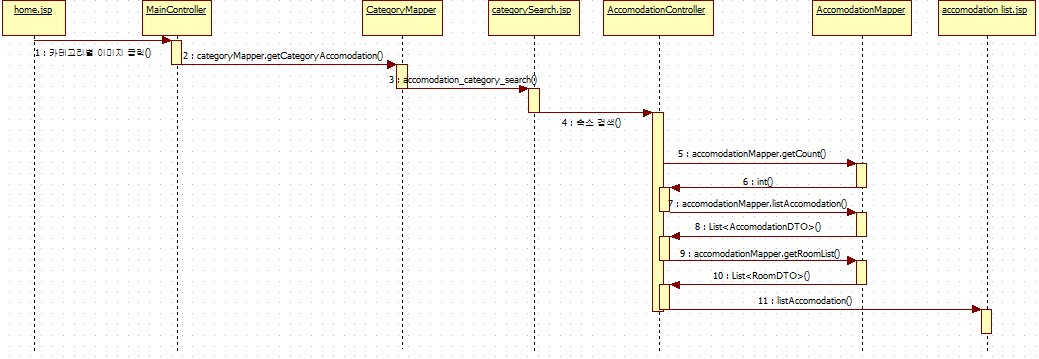 home.jsp
MainController
CategoryMapper
categorySearch.jsp
AccomodationController
AccomodationMapper
accomodation list.jsp
1 : 카테고리별 이미지 클릭()
2 : categoryMapper.getCategoryAccomodation()
3 : accomodation_category_search()
4 : 숙소 검색()
5 : accomodationMapper.getCount()
6 : int()
7 : accomodationMapper.listAccomodation()
8 : List<AccomodationDTO>()
9 : accomodationMapper.getRoomList()
10 : List<RoomDTO>()
11 : listAccomodation()